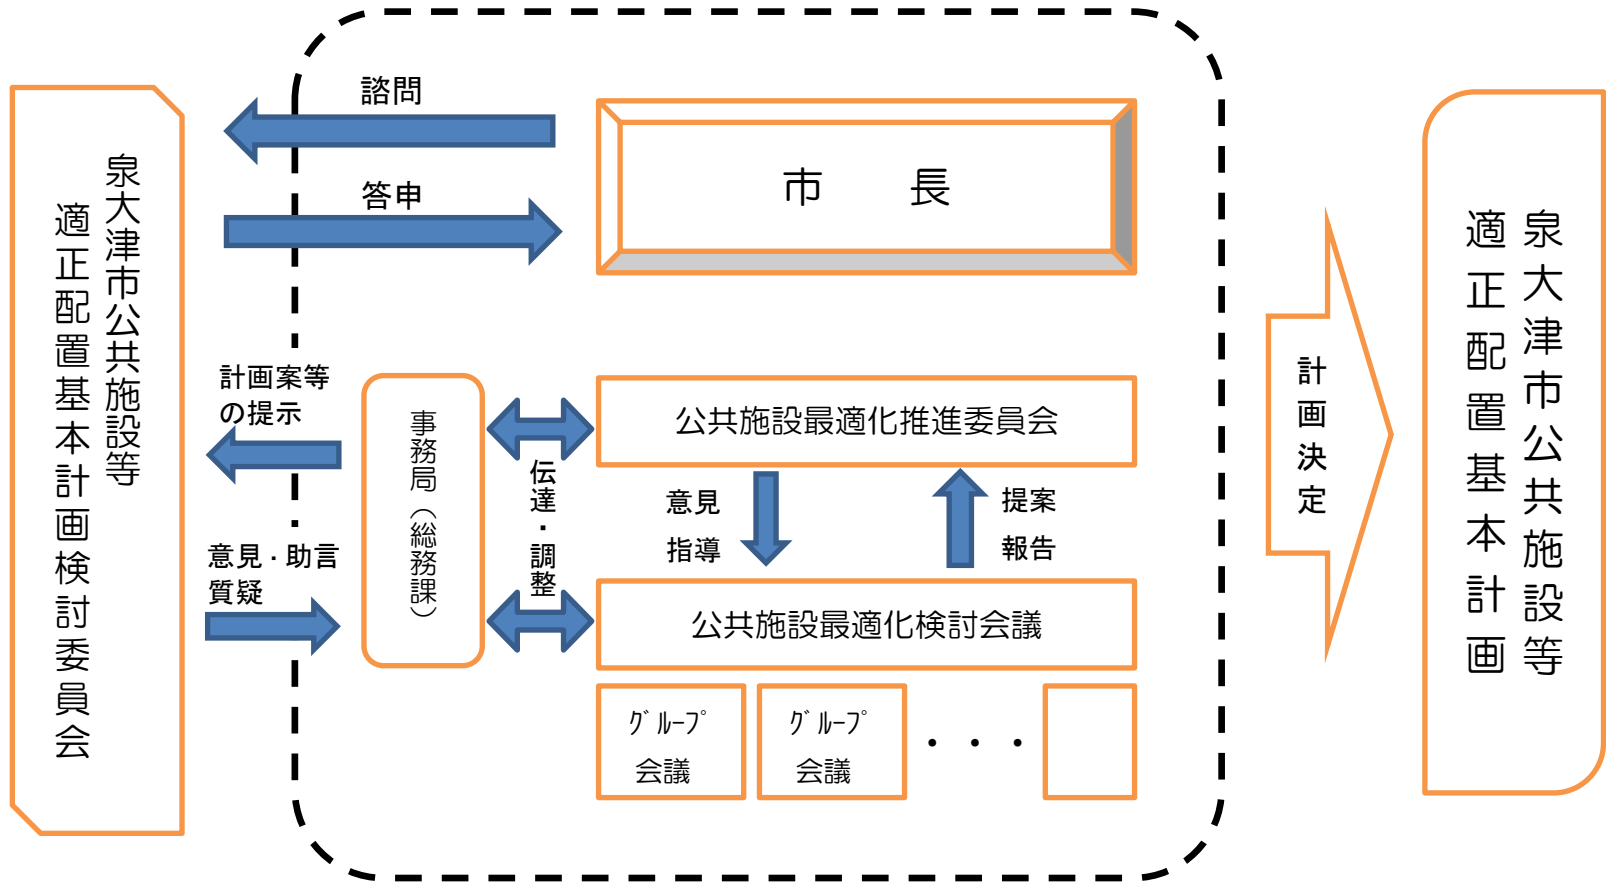 泉大津市公共施設等
適正配置基本計画検討委員会
諮問
答申
計画案等
の提示
意見・助言
質疑
市　　長
事務局（総務課）
伝達・調整
公共施設最適化推進委員会
意見
指導
提案
報告
公共施設最適化検討会議
ｸﾞﾙｰﾌﾟ
会議
ｸﾞﾙｰﾌﾟ
会議
・・・
計画決定
泉大津市公共施設等
適正配置基本計画